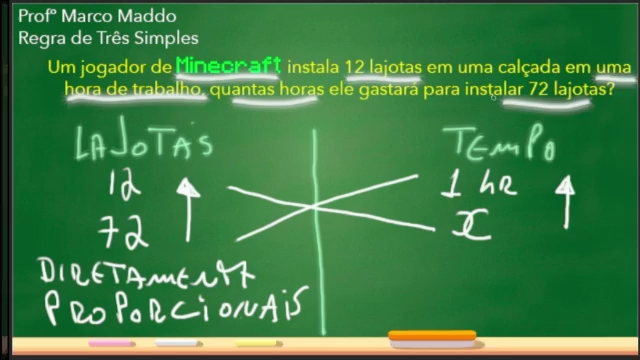 Profº Marco Maddo
Regra de Três Simples
Um jogador de Minecraft instala 12 lajotas em uma calçada em uma
hora de trabalho, quantas horas ele gastará para instalar 72 lajotas?
LAJOTAS TEMPO
12 1 hr
72 x
DIRETAMENTE
PROPORCIONAIS